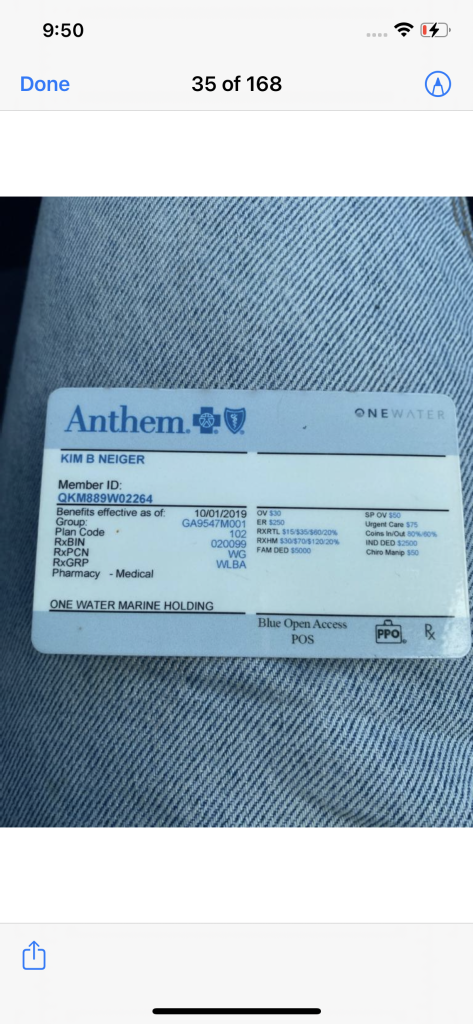 9:50
Done
35 of 168
Anthem.
ONEWATER
KIM B NEIGER
Member ID:
QKM889W02264
Benefits effective as of: 10/01/2019
Group: GA9547M001
Plan Code 102
RxBIN 020099
RxPCN WG
RxGRP WLBA
Pharmacy - Medical
OV $30
ER $250
RXRTL $15/$35/$80/20%
RXHM $30/$70/$120/20%
FAM DED $5000
SP OV $50
Urgent Care $75
Coins In/Out 80%/60%
IND DED $2500
Chiro Manip $50
ONE WATER MARINE HOLDING
Blue Open Access
POS
PPO
Rx